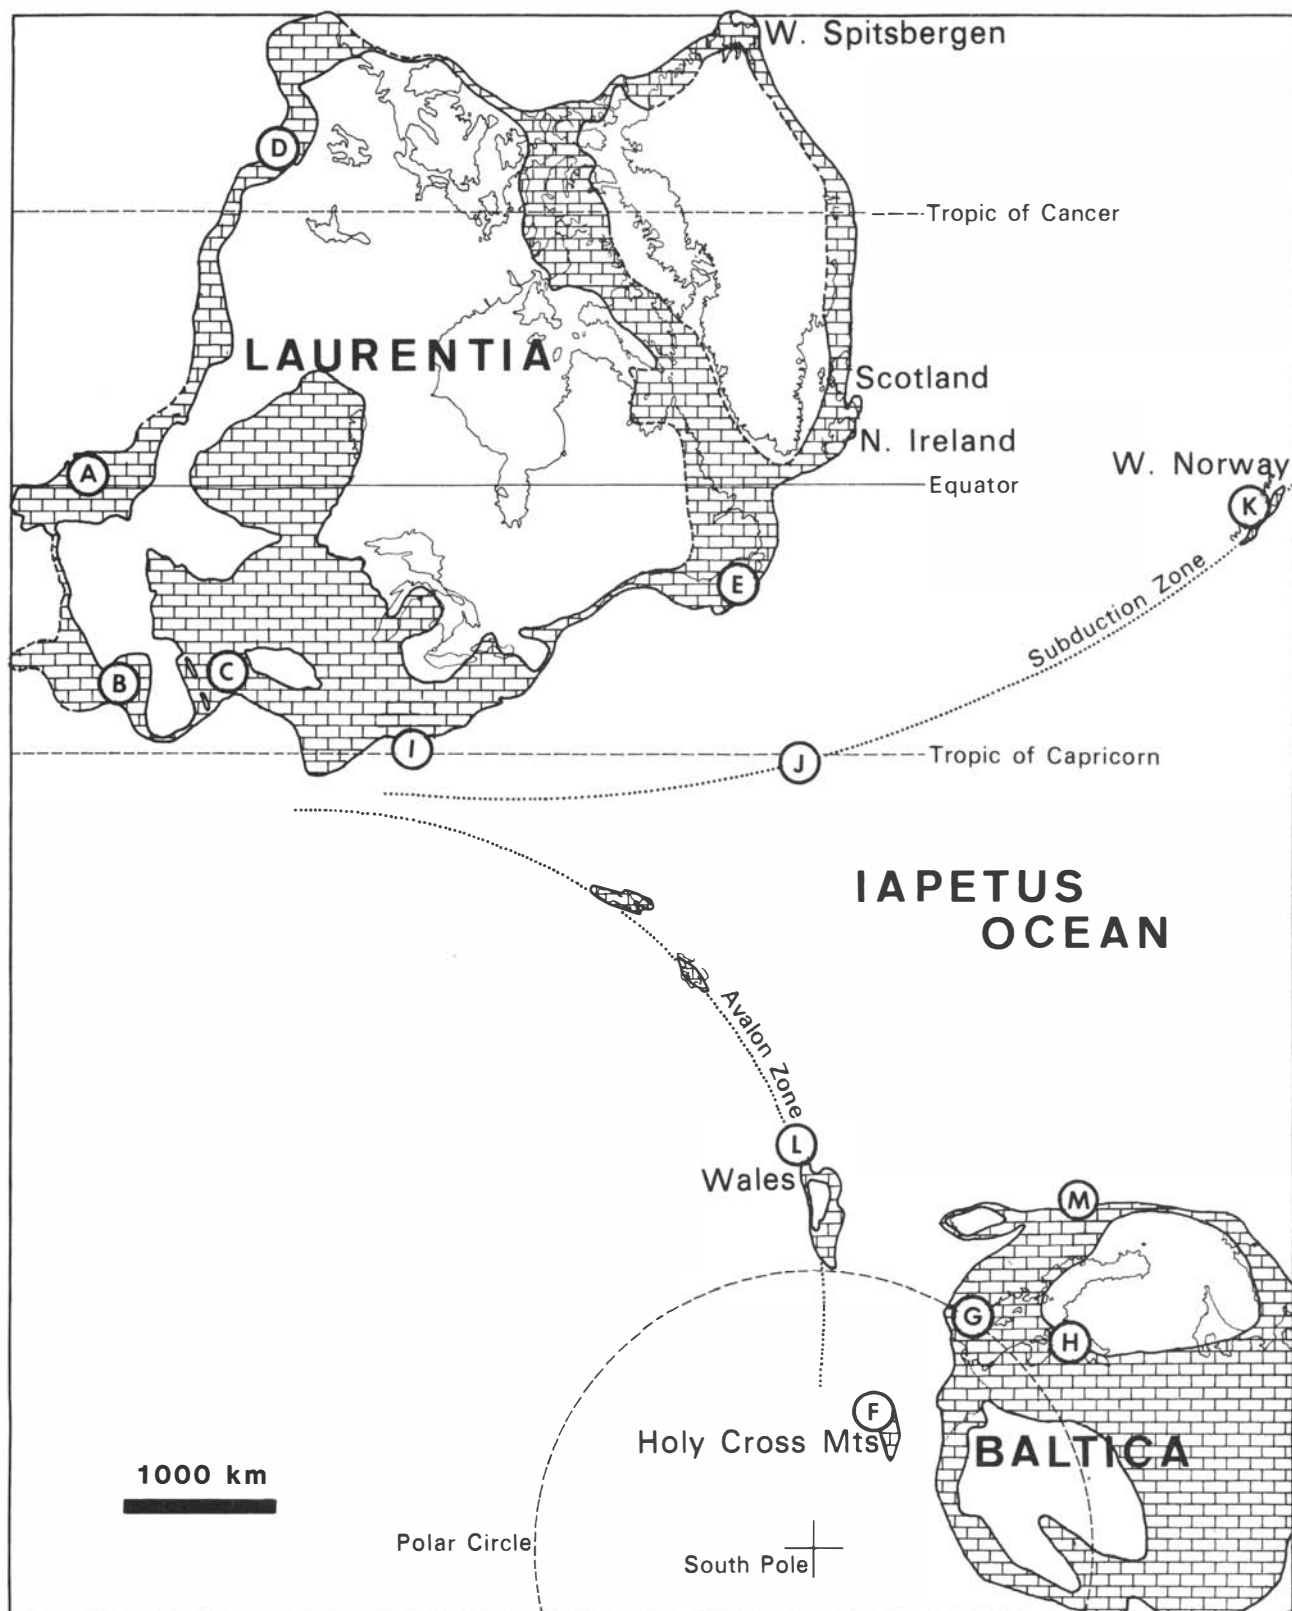 W. Spitsbergen
D
Tropic of Cancer
LAURENTIA
Scotland
N. Ireland
W. Norway
A
Equator
K
E
Subduction Zone
B
C
I
J
Tropic of Capricorn
IAPETUS
OCEAN
Avalon Zone
L
Wales
M
G
H
F
Holy Cross Mts
BALTICA
1000 km
Polar Circle
South Pole